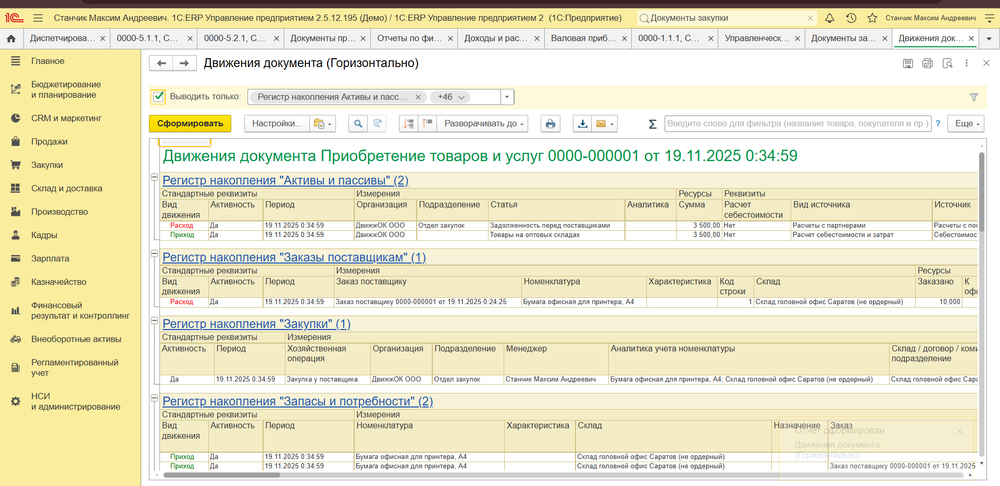 1С Станчик Максим Андреевич. 1С:ERP Управление предприятием 2.5.12.195 (Демо) / 1С:ERP Управление предприятием 2 (1С:Предприятие) Документы закупки Станчик Максим Андреевич
Диспетчирова... 0000-5.1.1, С... 0000-5.2.1, С... Документы пр... Отчеты по фи... Доходы и рас... Валовая приб... 0000-1.1.1, С... Управленческ... Документы за... Движения док...
Главное
Бюджетирование
и планирование
CRM и маркетинг
Продажи
Закупки
Склад и доставка
Производство
Кадры
Зарплата
Казначейство
Финансовый
результат и контроллинг
Внеоборотные активы
Регламентированный
учет
НСИ
и администрирование
Движения документа (Горизонтально)
Выводить только: Регистр накопления Активы и пасс... +46
Сформировать Настройки... Разворачивать до Σ Введите слово для фильтра (название товара, покупателя и пр.) ? Еще
Движения документа Приобретение товаров и услуг 0000-000001 от 19.11.2025 0:34:59
Регистр накопления "Активы и пассивы" (2)
Стандартные реквизиты Измерения Ресурсы Реквизиты
Вид движения Активность Период Организация Подразделение Статья Аналитика Сумма Расчет себестоимости Вид источника Источник
Расход Да 19.11.2025 0:34:59 ДвижжОК ООО Отдел закупок Задолженность перед поставщиками 3 500,00 Нет Расчеты с партнерами Расчеты с пос
Приход Да 19.11.2025 0:34:59 ДвижжОК ООО Товары на оптовых складах 3 500,00 Нет Расчет себестоимости и затрат Себестоимос
Регистр накопления "Заказы поставщикам" (1)
Стандартные реквизиты Измерения Ресурсы
Вид движения Активность Период Заказ поставщику Номенклатура Характеристика Код строки Склад Заказано К офо
Расход Да 19.11.2025 0:34:59 Заказ поставщику 0000-000001 от 19.11.2025 0:24:25 Бумага офисная для принтера, А4 1 Склад головной офис Саратов (не ордерный) 10,000
Регистр накопления "Закупки" (1)
Стандартные реквизиты Измерения
Активность Период Хозяйственная операция Организация Подразделение Менеджер Аналитика учета номенклатуры Склад / договор / коми подразделение
Да 19.11.2025 0:34:59 Закупка у поставщика ДвижжОК ООО Отдел закупок Станчик Максим Андреевич Бумага офисная для принтера, А4; Склад головной офис Саратов (не ордерный) Склад головной офис Сара
Регистр накопления "Запасы и потребности" (2)
Стандартные реквизиты Измерения
Вид движения Активность Период Номенклатура Характеристика Склад Назначение Заказ
Приход Да 19.11.2025 0:34:59 Бумага офисная для принтера, А4 Склад головной офис Саратов (не ордерный)
Приход Да 19.11.2025 0:34:59 Бумага офисная для принтера, А4 Склад головной офис Саратов (не ордерный) Заказ поставщику 0000-000001 от 19.11.2025
Отчет сформирован
Движения документа
(Горизонтально)